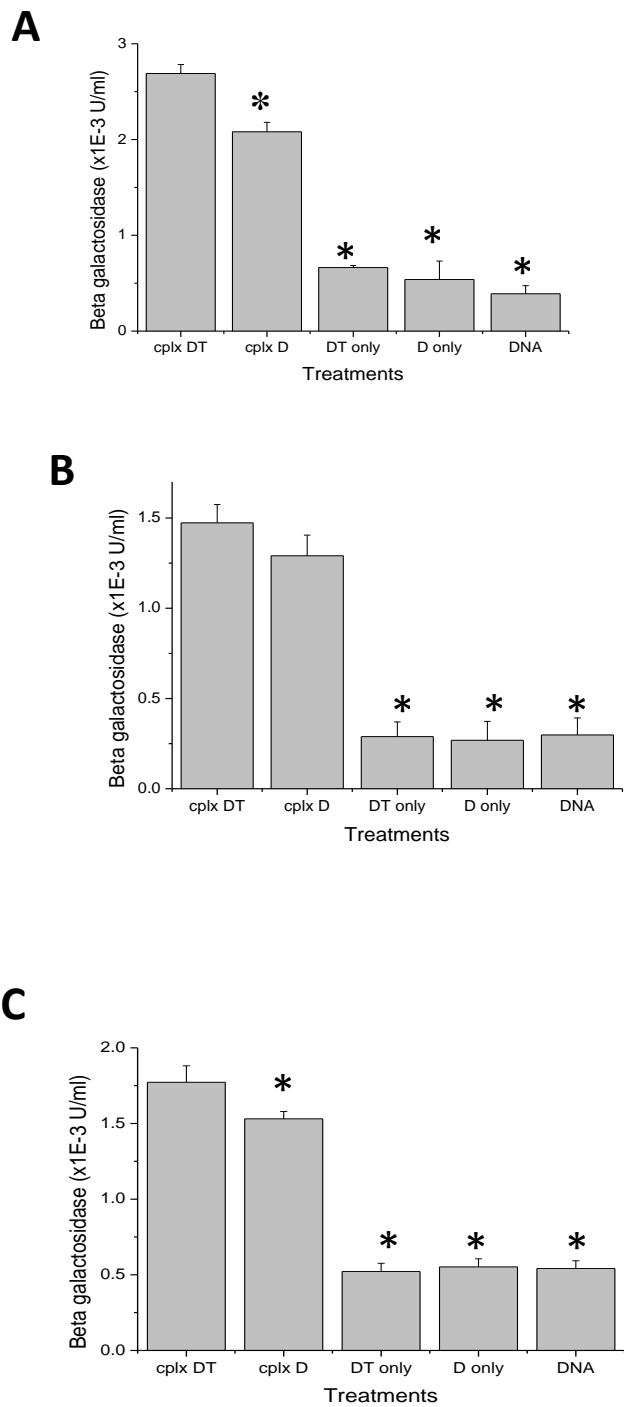 A
Beta galactosidase (x1E-3 U/ml)
3
2
1
0
*
*
*
*
cplx DT cplx D DT only D only DNA
Treatments
B
Beta galactosidase (x1E-3 U/ml)
1.5
1.0
0.5
0.0
*
*
*
cplx DT cplx D DT only D only DNA
Treatments
C
Beta galactosidase (x1E-3 U/ml)
2.0
1.5
1.0
0.5
0.0
*
*
*
*
cplx DT cplx D DT only D only DNA
Treatments